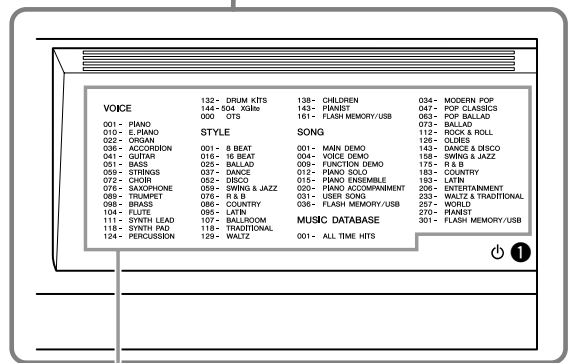 VOICE
001 - PIANO
010 - E. PIANO
022 - ORGAN
036 - ACCORDION
041 - GUITAR
051 - BASS
059 - STRINGS
072 - CHOIR
076 - SAXOPHONE
089 - TRUMPET
098 - BRASS
104 - FLUTE
111 - SYNTH LEAD
118 - SYNTH PAD
124 - PERCUSSION
132 - DRUM KITS
144 - 504 XGlite
000 OTS
STYLE
001 - 8 BEAT
016 - 16 BEAT
025 - BALLAD
037 - DANCE
052 - DISCO
059 - SWING & JAZZ
076 - R & B
086 - COUNTRY
095 - LATIN
107 - BALLROOM
118 - TRADITIONAL
129 - WALTZ
138 - CHILDREN
143 - PIANIST
161 - FLASH MEMORY/USB
SONG
001 - MAIN DEMO
004 - VOICE DEMO
009 - FUNCTION DEMO
012 - PIANO SOLO
015 - PIANO ENSEMBLE
020 - PIANO ACCOMPANIMENT
031 - USER SONG
036 - FLASH MEMORY/USB
MUSIC DATABASE
001 - ALL TIME HITS
034 - MODERN POP
047 - POP CLASSICS
063 - POP BALLAD
073 - BALLAD
112 - ROCK & ROLL
126 - OLDIES
143 - DANCE & DISCO
158 - SWING & JAZZ
175 - R & B
183 - COUNTRY
193 - LATIN
206 - ENTERTAINMENT
233 - WALTZ & TRADITIONAL
257 - WORLD
270 - PIANIST
301 - FLASH MEMORY/USB
❶